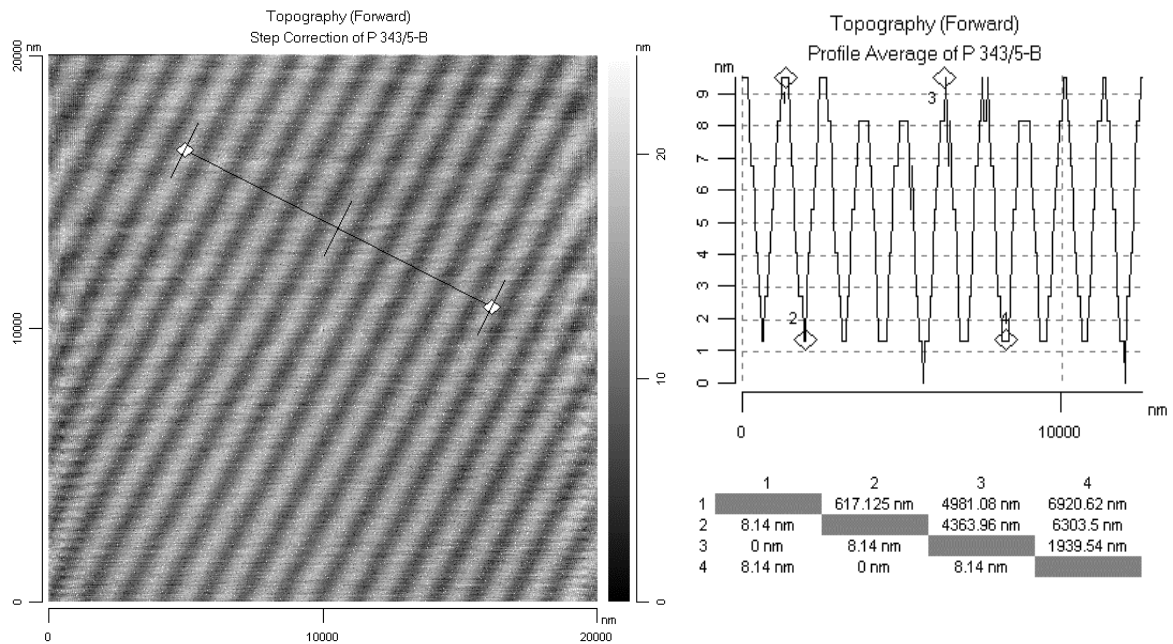 Topography (Forward)
Step Correction of P 343/5-B
nm
20000
10000
0
0
10000
20000
nm
nm
20
10
0
Topography (Forward)
Profile Average of P 343/5-B
nm
9
8
7
6
5
4
3
2
1
0
1
3
2
4
nm
0
10000
1 2 3 4
1 617.125 nm 4981.08 nm 6920.62 nm
2 8.14 nm 4363.96 nm 6303.5 nm
3 0 nm 8.14 nm 1939.54 nm
4 8.14 nm 0 nm 8.14 nm